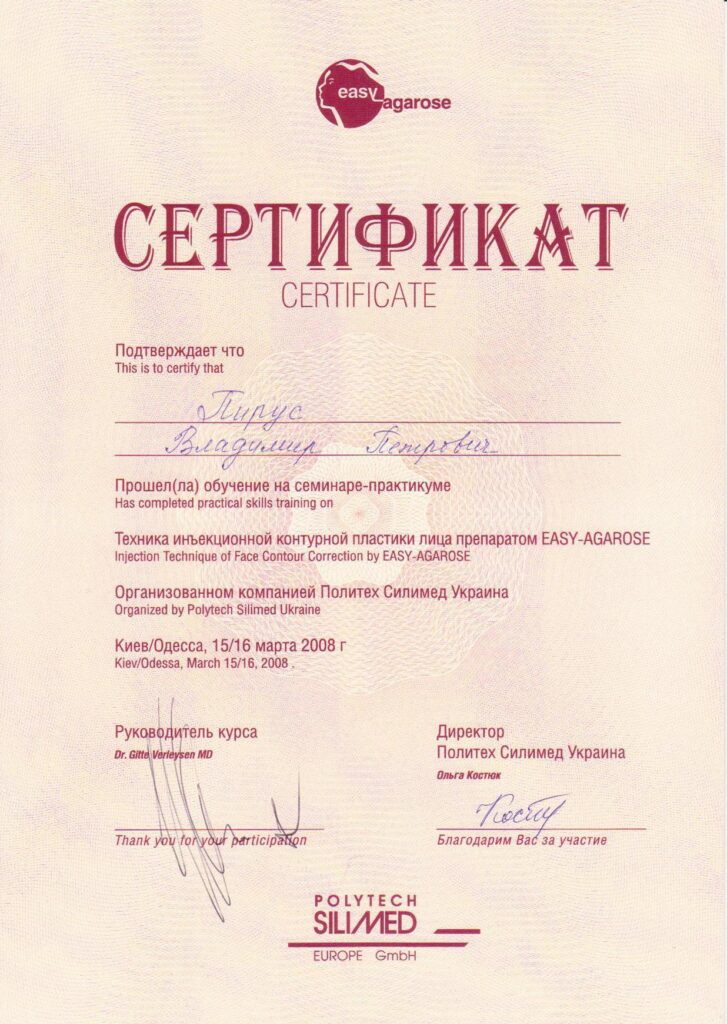 easy
agarose
СЕРТИФИКАТ
CERTIFICATE
Подтверждает что
This is to certify that
Пирус
Владимир Петрович
Прошел(ла) обучение на семинаре-практикуме
Has completed practical skills training on
Техника инъекционной контурной пластики лица препаратом EASY-AGAROSE
Injection Technique of Face Contour Correction by EASY-AGAROSE
Организованном компанией Политех Силимед Украина
Organized by Polytech Silimed Ukraine
Киев/Одесса, 15/16 марта 2008 г
Kiev/Odessa, March 15/16, 2008 .
Руководитель курса
Dr. Gitte Verleysen MD
Thank you for your participation
Директор
Политех Силимед Украина
Ольга Костюк
Благодарим Вас за участие
POLYTECH
SILIMED
EUROPE GmbH